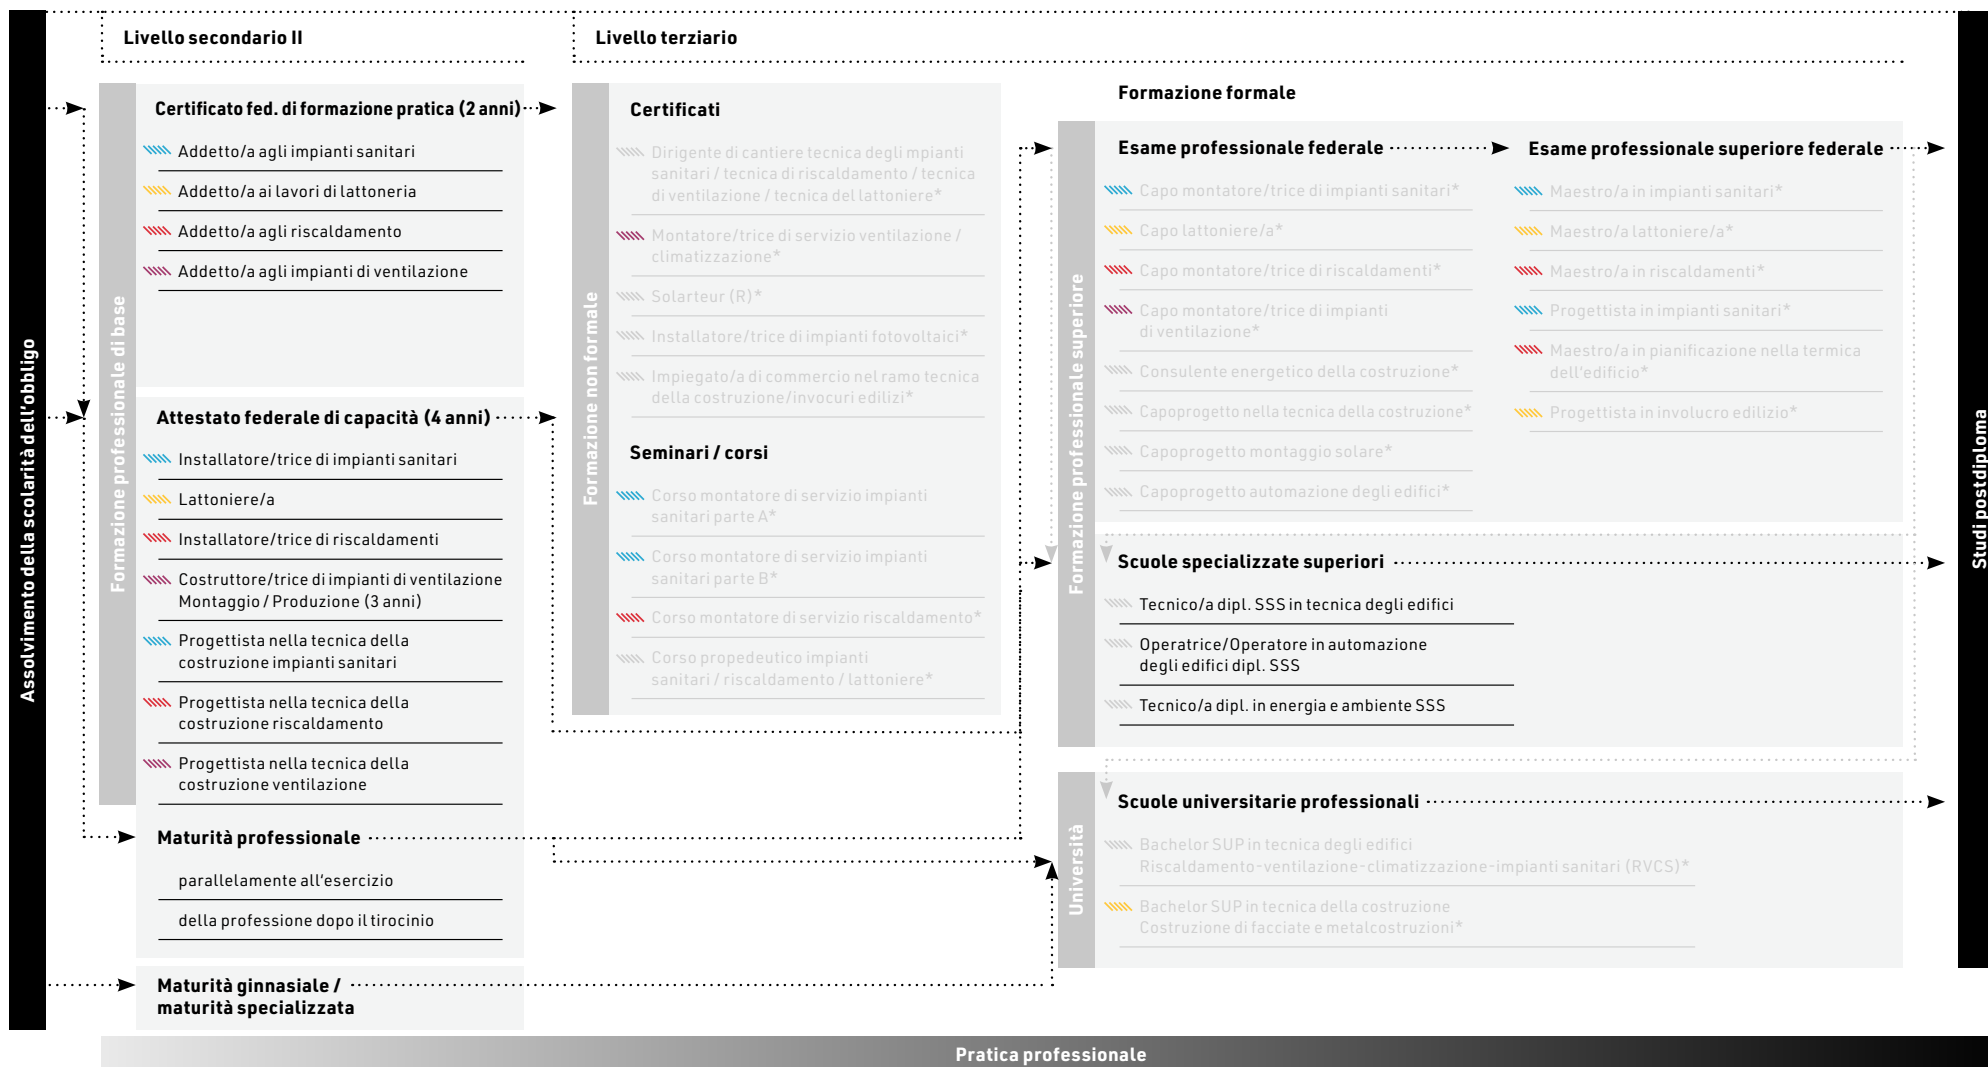 Livello secondario II
Livello terziario
Assolvimento della scolarità dell'obbligo
Formazione professionale di base
Certificato fed. di formazione pratica (2 anni)
Addetto/a agli impianti sanitari
Addetto/a ai lavori di lattoneria
Addetto/a agli riscaldamento
Addetto/a agli impianti di ventilazione
Attestato federale di capacità (4 anni)
Installatore/trice di impianti sanitari
Lattoniere/a
Installatore/trice di riscaldamenti
Costruttore/trice di impianti di ventilazione
Montaggio / Produzione (3 anni)
Progettista nella tecnica della
costruzione impianti sanitari
Progettista nella tecnica della
costruzione riscaldamento
Progettista nella tecnica della
costruzione ventilazione
Maturità professionale
parallelamente all'esercizio
della professione dopo il tirocinio
Maturità ginnasiale /
maturità specializzata
Formazione non formale
Certificati
Dirigente di cantiere tecnica degli mpianti
sanitari / tecnica di riscaldamento / tecnica
di ventilazione / tecnica del lattoniere*
Montatore/trice di servizio ventilazione /
climatizzazione*
Solarteur (R)*
Installatore/trice di impianti fotovoltaici*
Impiegato/a di commercio nel ramo tecnica
della costruzione/invocuri edilizi*
Seminari / corsi
Corso montatore di servizio impianti
sanitari parte A*
Corso montatore di servizio impianti
sanitari parte B*
Corso montatore di servizio riscaldamento*
Corso propedeutico impianti
sanitari / riscaldamento / lattoniere*
Formazione formale
Formazione professionale superiore
Esame professionale federale
Capo montatore/trice di impianti sanitari*
Capo lattoniere/a*
Capo montatore/trice di riscaldamenti*
Capo montatore/trice di impianti
di ventilazione*
Consulente energetico della costruzione*
Capoprogetto nella tecnica della costruzione*
Capoprogetto montaggio solare*
Capoprogetto automazione degli edifici*
Esame professionale superiore federale
Maestro/a in impianti sanitari*
Maestro/a lattoniere/a*
Maestro/a in riscaldamenti*
Progettista in impianti sanitari*
Maestro/a in pianificazione nella termica
dell'edificio*
Progettista in involucro edilizio*
Scuole specializzate superiori
Tecnico/a dipl. SSS in tecnica degli edifici
Operatrice/Operatore in automazione
degli edifici dipl. SSS
Tecnico/a dipl. in energia e ambiente SSS
Università
Scuole universitarie professionali
Bachelor SUP in tecnica degli edifici
Riscaldamento-ventilazione-climatizzazione-impianti sanitari (RVCS)*
Bachelor SUP in tecnica della costruzione
Costruzione di facciate e metalcostruzioni*
Studi postdiploma
Pratica professionale